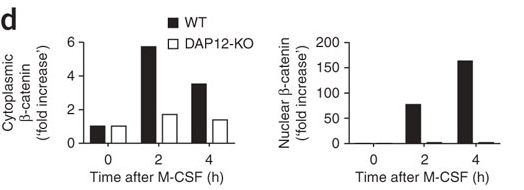 d
WT
DAP12-KO
Cytoplasmic
β-catenin
('fold increase')
6
4
2
0
0 2 4
Time after M-CSF (h)
Nuclear β-catenin
('fold increase')
200
150
100
50
0
0 2 4
Time after M-CSF (h)